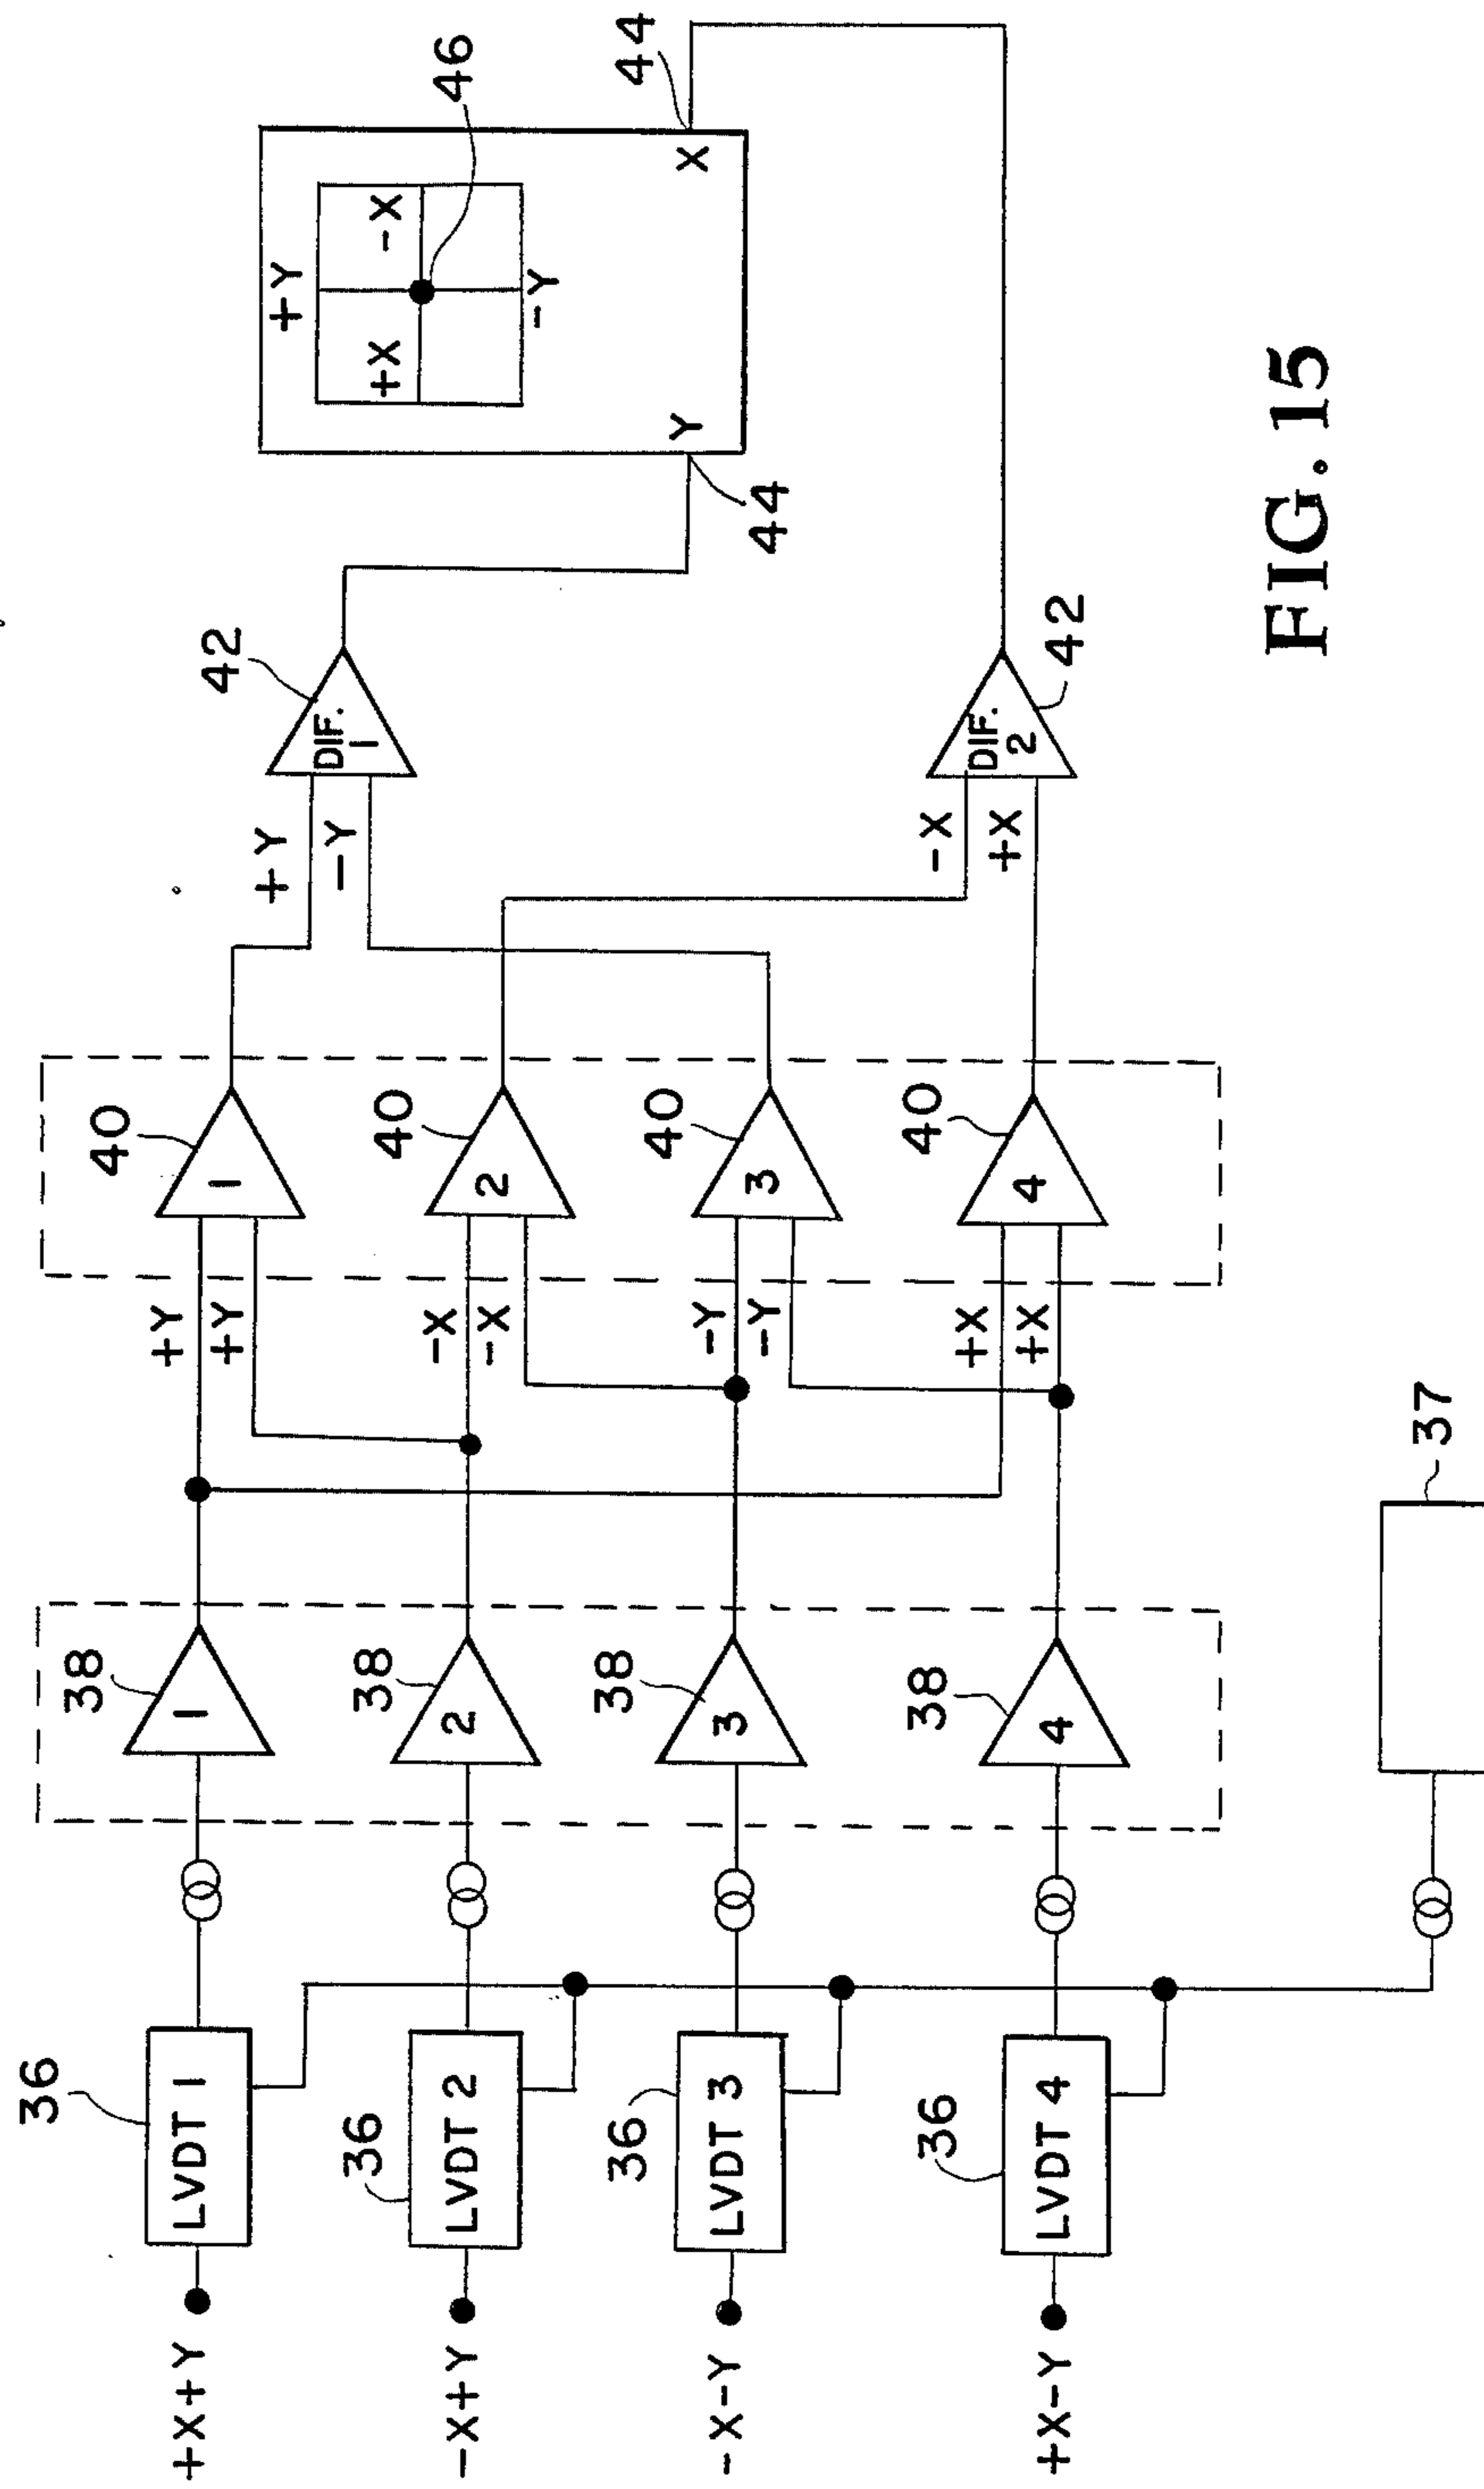 +X+Y
LVDT 1
36
38
1
+Y
+Y
40
1
+Y
-Y
DIF.
1
42
-X+Y
LVDT 2
36
38
2
-X
-X
40
2
-X-Y
LVDT 3
36
38
3
-Y
-Y
40
3
+X-Y
LVDT 4
36
38
4
+X
+X
40
4
-X
+X
DIF.
2
42
+Y
+X
-X
-Y
46
Y
X
44
44
37
FIG. 15